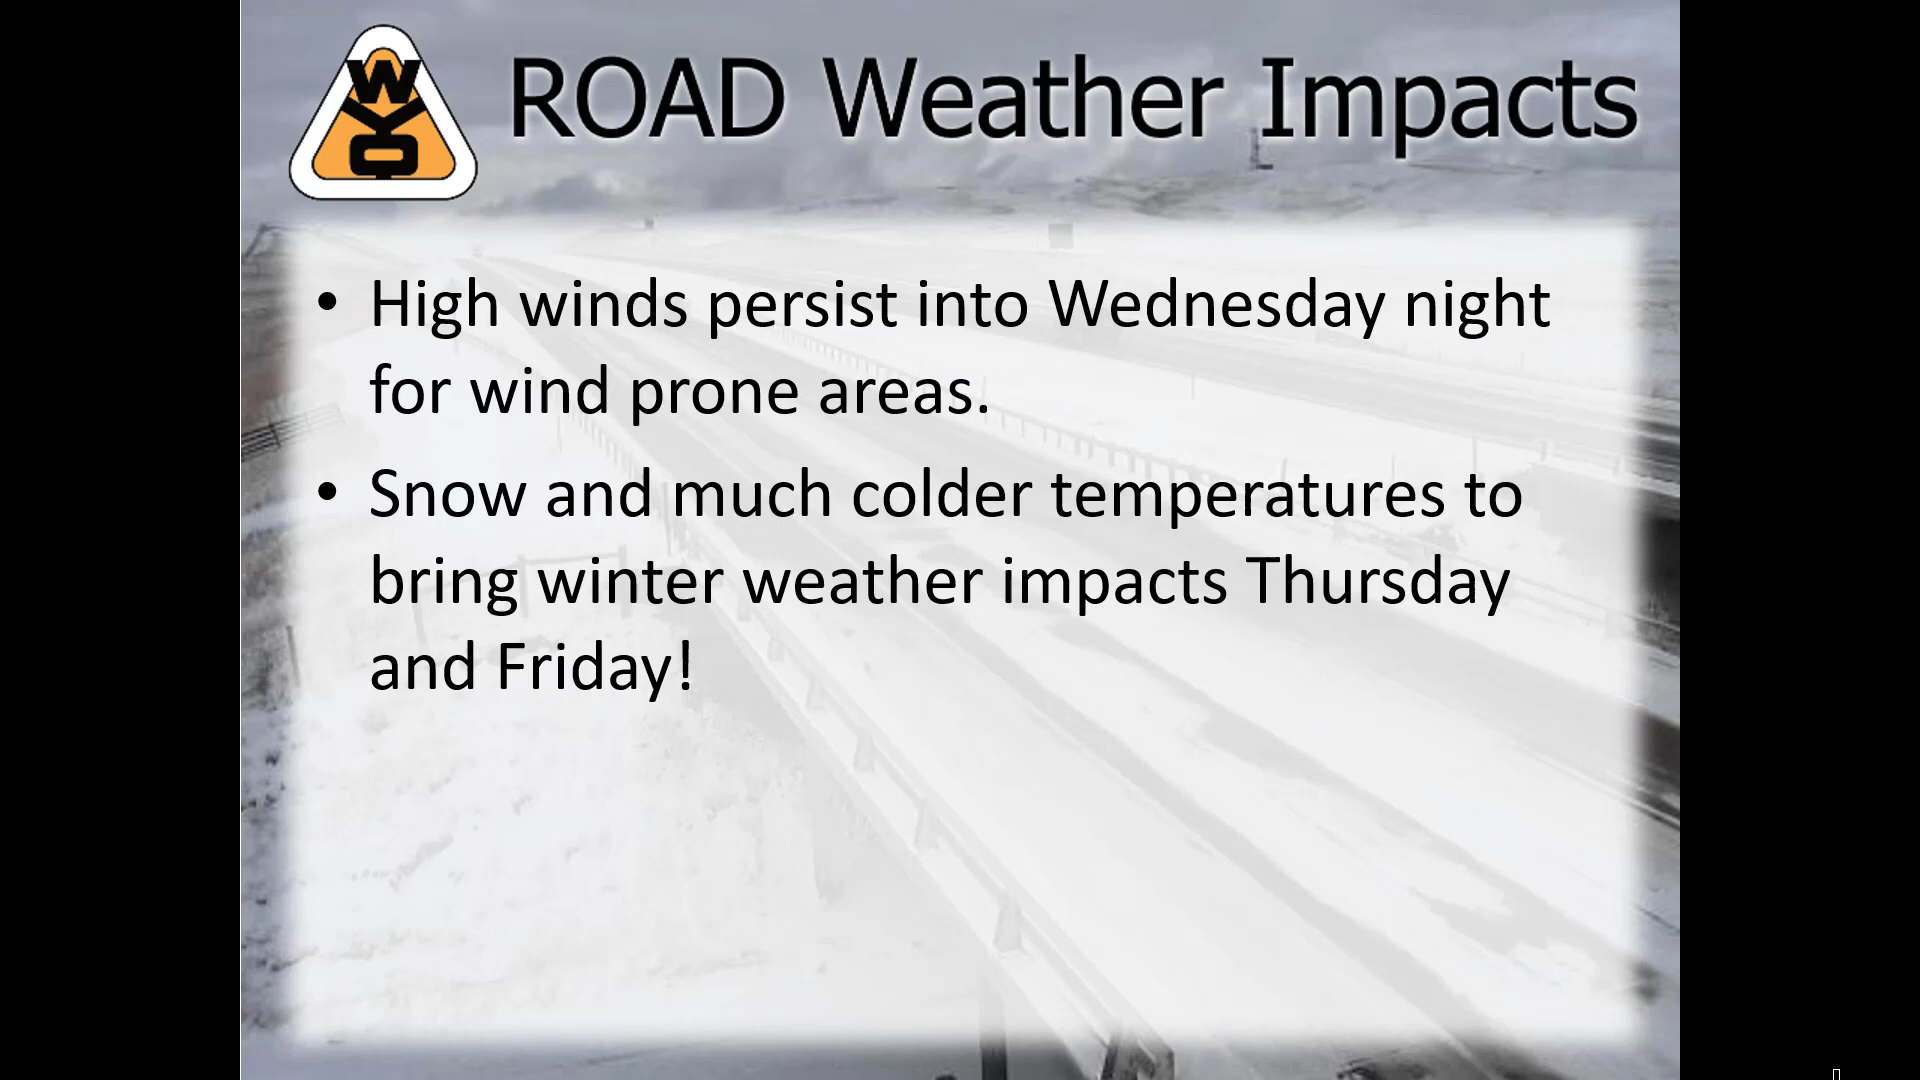 WYO
ROAD Weather Impacts
• High winds persist into Wednesday night
for wind prone areas.
• Snow and much colder temperatures to
bring winter weather impacts Thursday
and Friday!